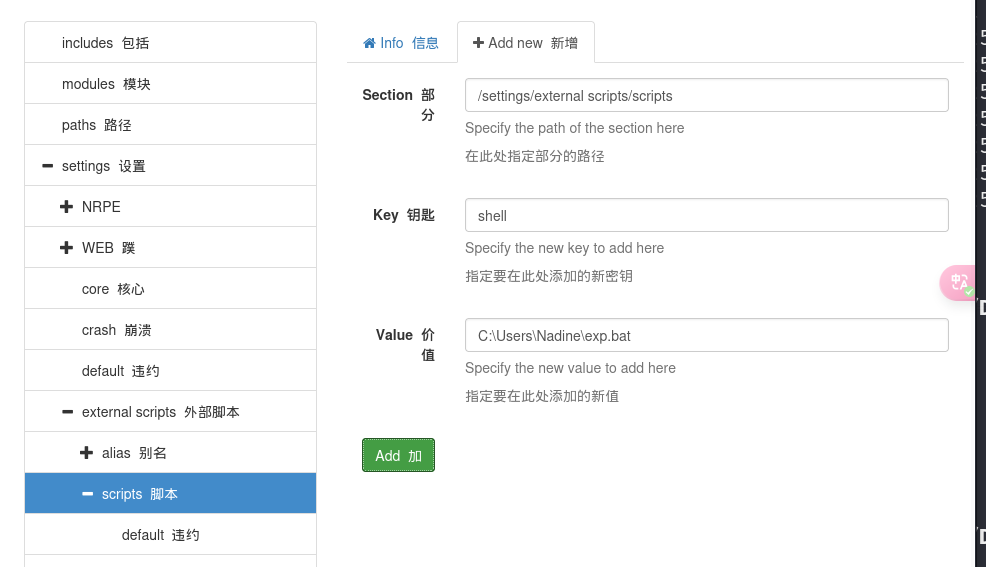 includes 包括
modules 模块
paths 路径
settings 设置
NRPE
WEB 蹼
core 核心
crash 崩溃
default 违约
external scripts 外部脚本
alias 别名
scripts 脚本
default 违约
Info 信息
Add new 新增
Section 部
分
/settings/external scripts/scripts
Specify the path of the section here
在此处指定部分的路径
Key 钥匙
shell
Specify the new key to add here
指定要在此处添加的新密钥
Value 价
值
C:\Users\Nadine\exp.bat
Specify the new value to add here
指定要在此处添加的新值
Add 加